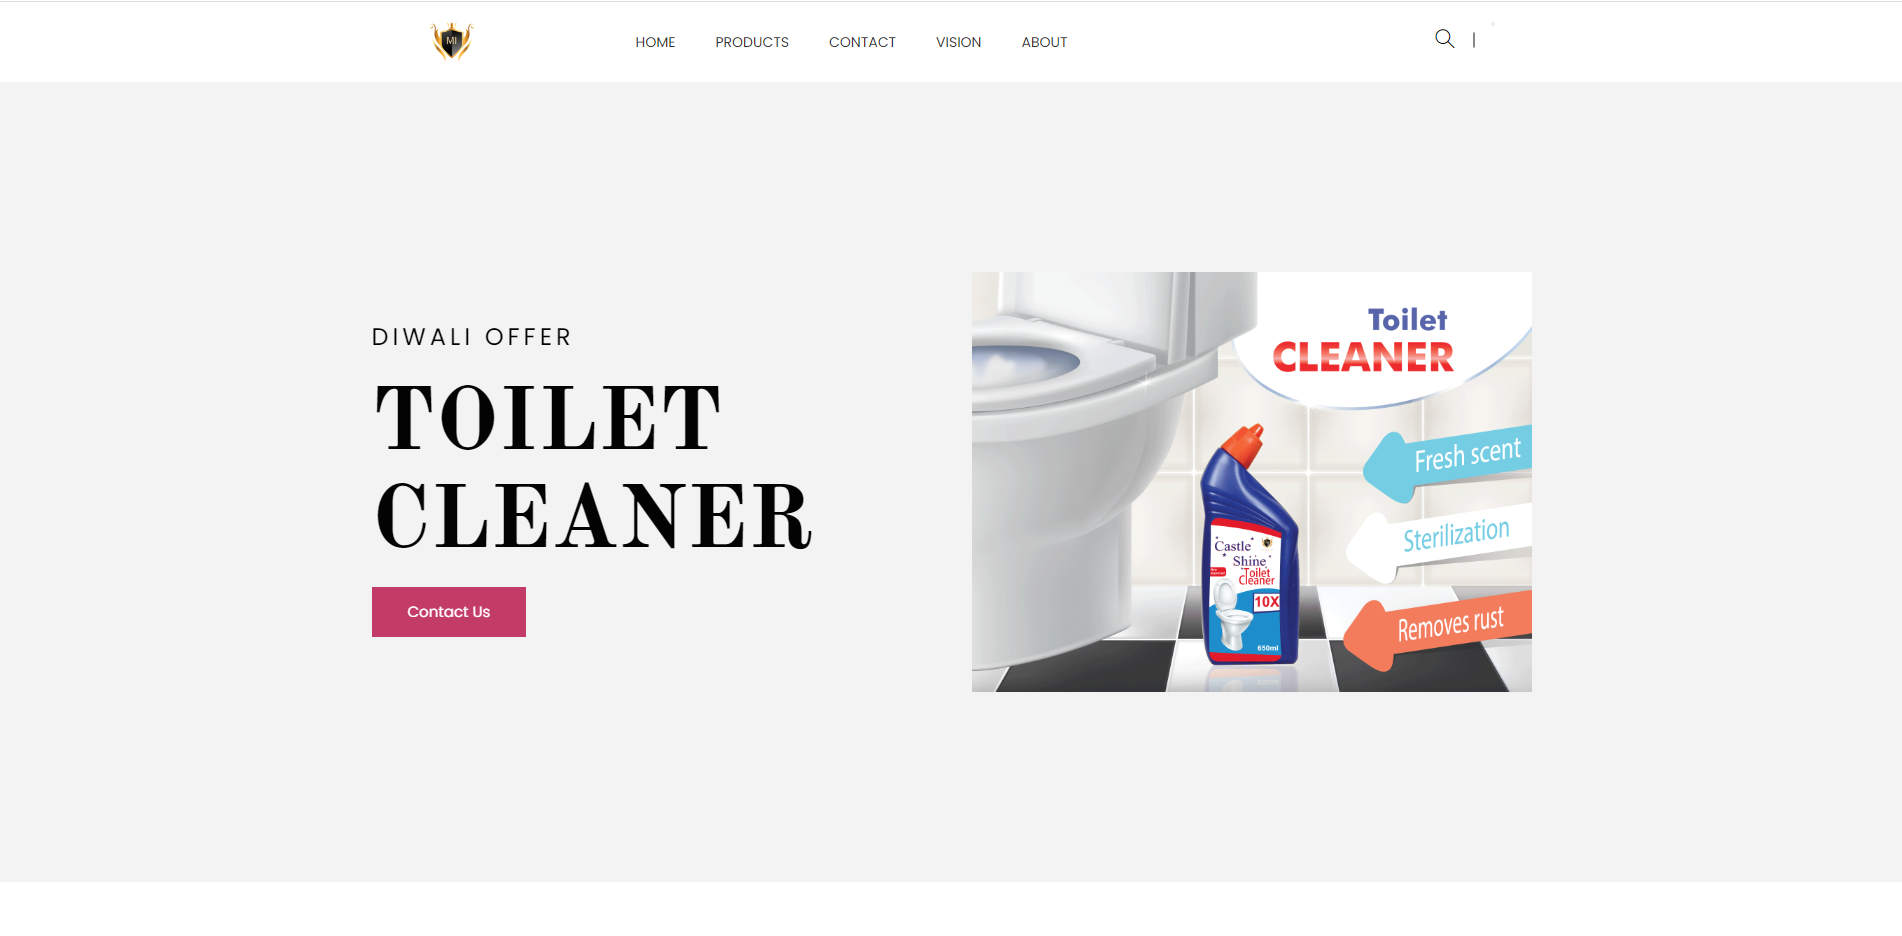 MI
HOME PRODUCTS CONTACT VISION ABOUT
|
DIWALI OFFER
TOILET
CLEANER
Contact Us
Toilet
CLEANER
Fresh scent
Sterilization
Removes rust
Castle
Shine
Toilet
Cleaner
10X
650ml